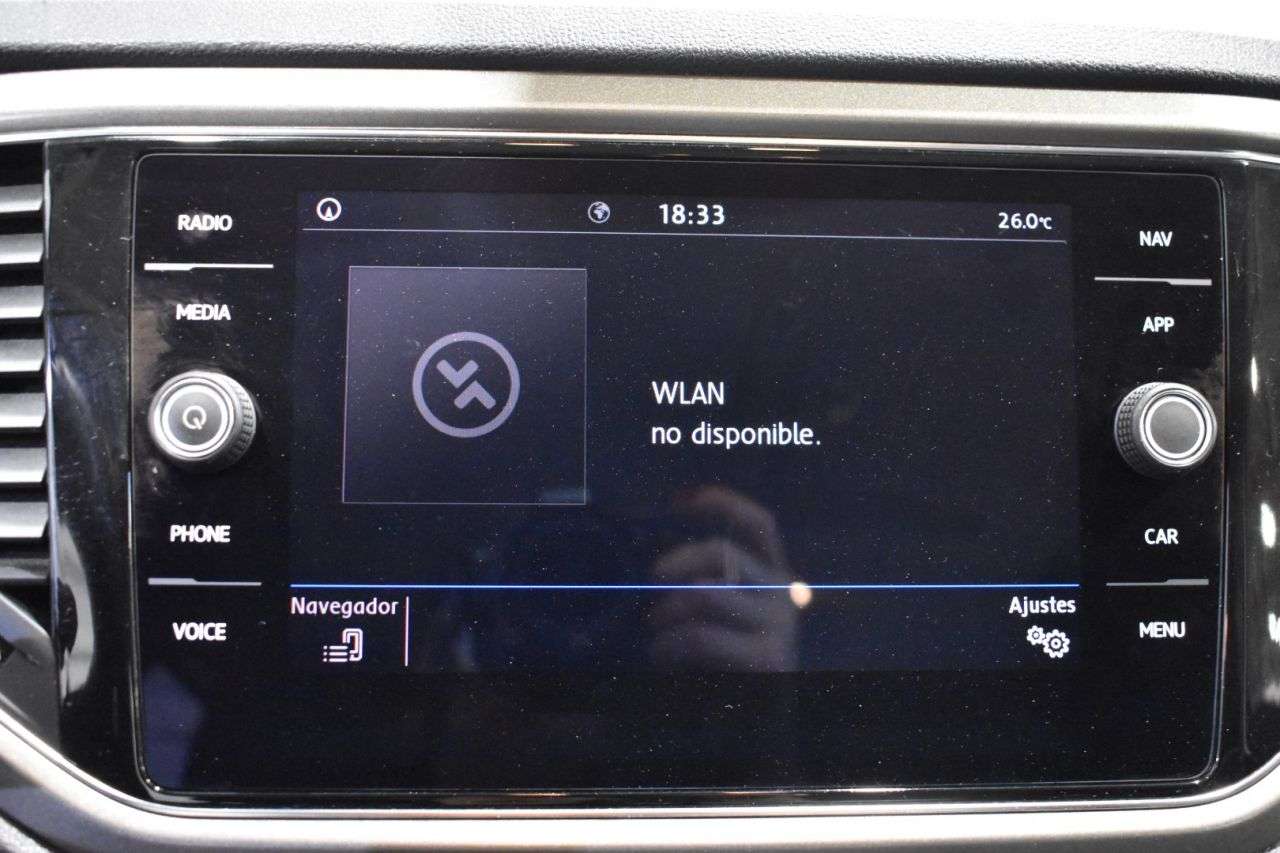 RADIO
MEDIA
PHONE
VOICE
18:33
26.0°C
WLAN
no disponible.
Navegador
Ajustes
NAV
APP
CAR
MENU